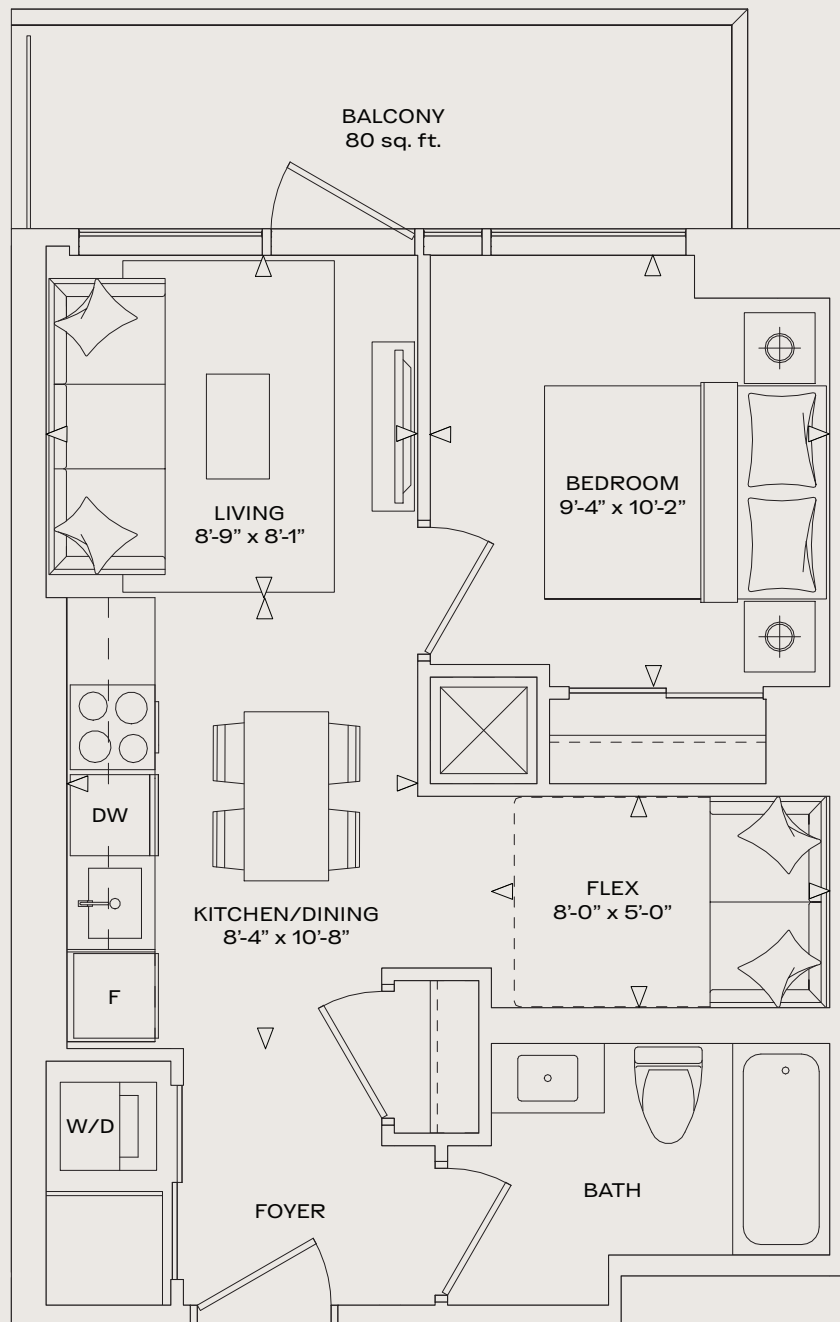 BALCONY
80 sq. ft.
LIVING
8’-9” x 8’-1”
BEDROOM
9’-4” x 10’-2”
DW
KITCHEN/DINING
8’-4” x 10’-8”
FLEX
8’-0” x 5’-0”
F
W/D
FOYER
BATH